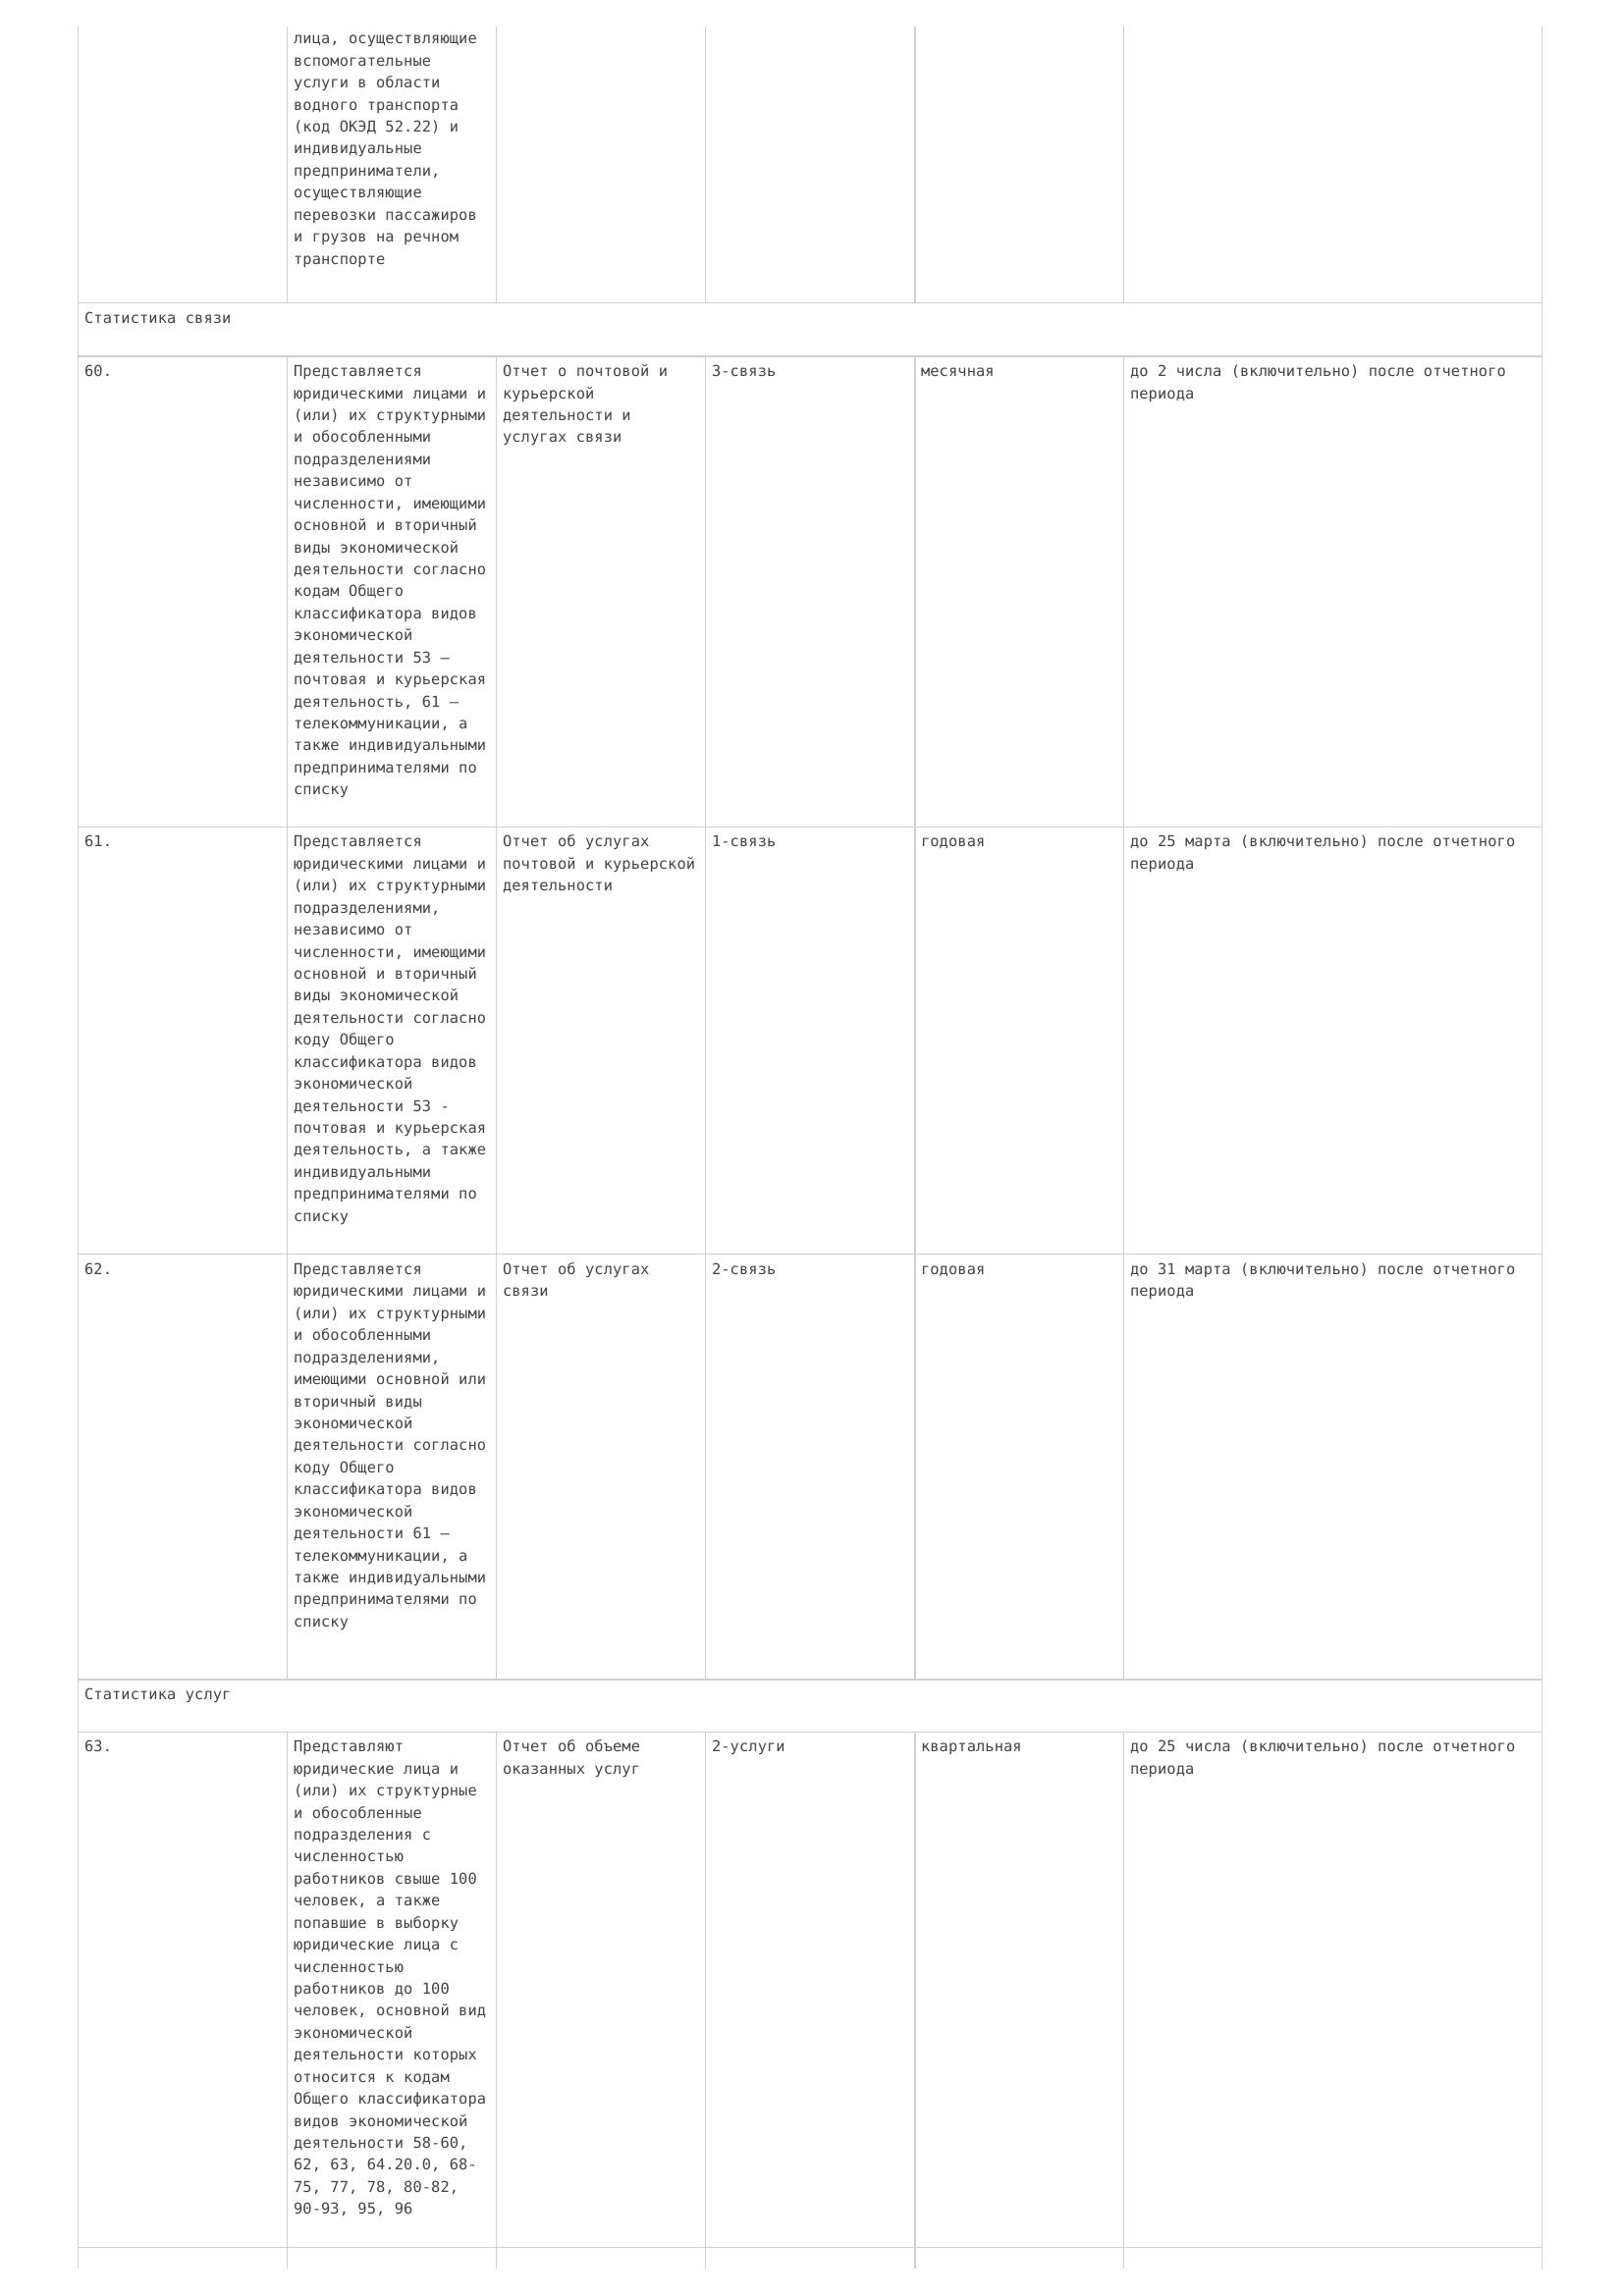 лица, осуществляющие
вспомогательные
услуги в области
водного транспорта
(код ОКЭД 52.22) и
индивидуальные
предприниматели,
осуществляющие
перевозки пассажиров
и грузов на речном
транспорте
Статистика связи
60.
Представляется
юридическими лицами и
(или) их структурными
и обособленными
подразделениями
независимо от
численности, имеющими
основной и вторичный
виды экономической
деятельности согласно
кодам Общего
классификатора видов
экономической
деятельности 53 –
почтовая и курьерская
деятельность, 61 –
телекоммуникации, а
также индивидуальными
предпринимателями по
списку
Отчет о почтовой и
курьерской
деятельности и
услугах связи
3-связь
месячная
до 2 числа (включительно) после отчетного
периода
61.
Представляется
юридическими лицами и
(или) их структурными
подразделениями,
независимо от
численности, имеющими
основной и вторичный
виды экономической
деятельности согласно
коду Общего
классификатора видов
экономической
деятельности 53 -
почтовая и курьерская
деятельность, а также
индивидуальными
предпринимателями по
списку
Отчет об услугах
почтовой и курьерской
деятельности
1-связь
годовая
до 25 марта (включительно) после отчетного
периода
62.
Представляется
юридическими лицами и
(или) их структурными
и обособленными
подразделениями,
имеющими основной или
вторичный виды
экономической
деятельности согласно
коду Общего
классификатора видов
экономической
деятельности 61 –
телекоммуникации, а
также индивидуальными
предпринимателями по
списку
Отчет об услугах
связи
2-связь
годовая
до 31 марта (включительно) после отчетного
периода
Статистика услуг
63.
Представляют
юридические лица и
(или) их структурные
и обособленные
подразделения с
численностью
работников свыше 100
человек, а также
попавшие в выборку
юридические лица с
численностью
работников до 100
человек, основной вид
экономической
деятельности которых
относится к кодам
Общего классификатора
видов экономической
деятельности 58-60,
62, 63, 64.20.0, 68-
75, 77, 78, 80-82,
90-93, 95, 96
Отчет об объеме
оказанных услуг
2-услуги
квартальная
до 25 числа (включительно) после отчетного
периода